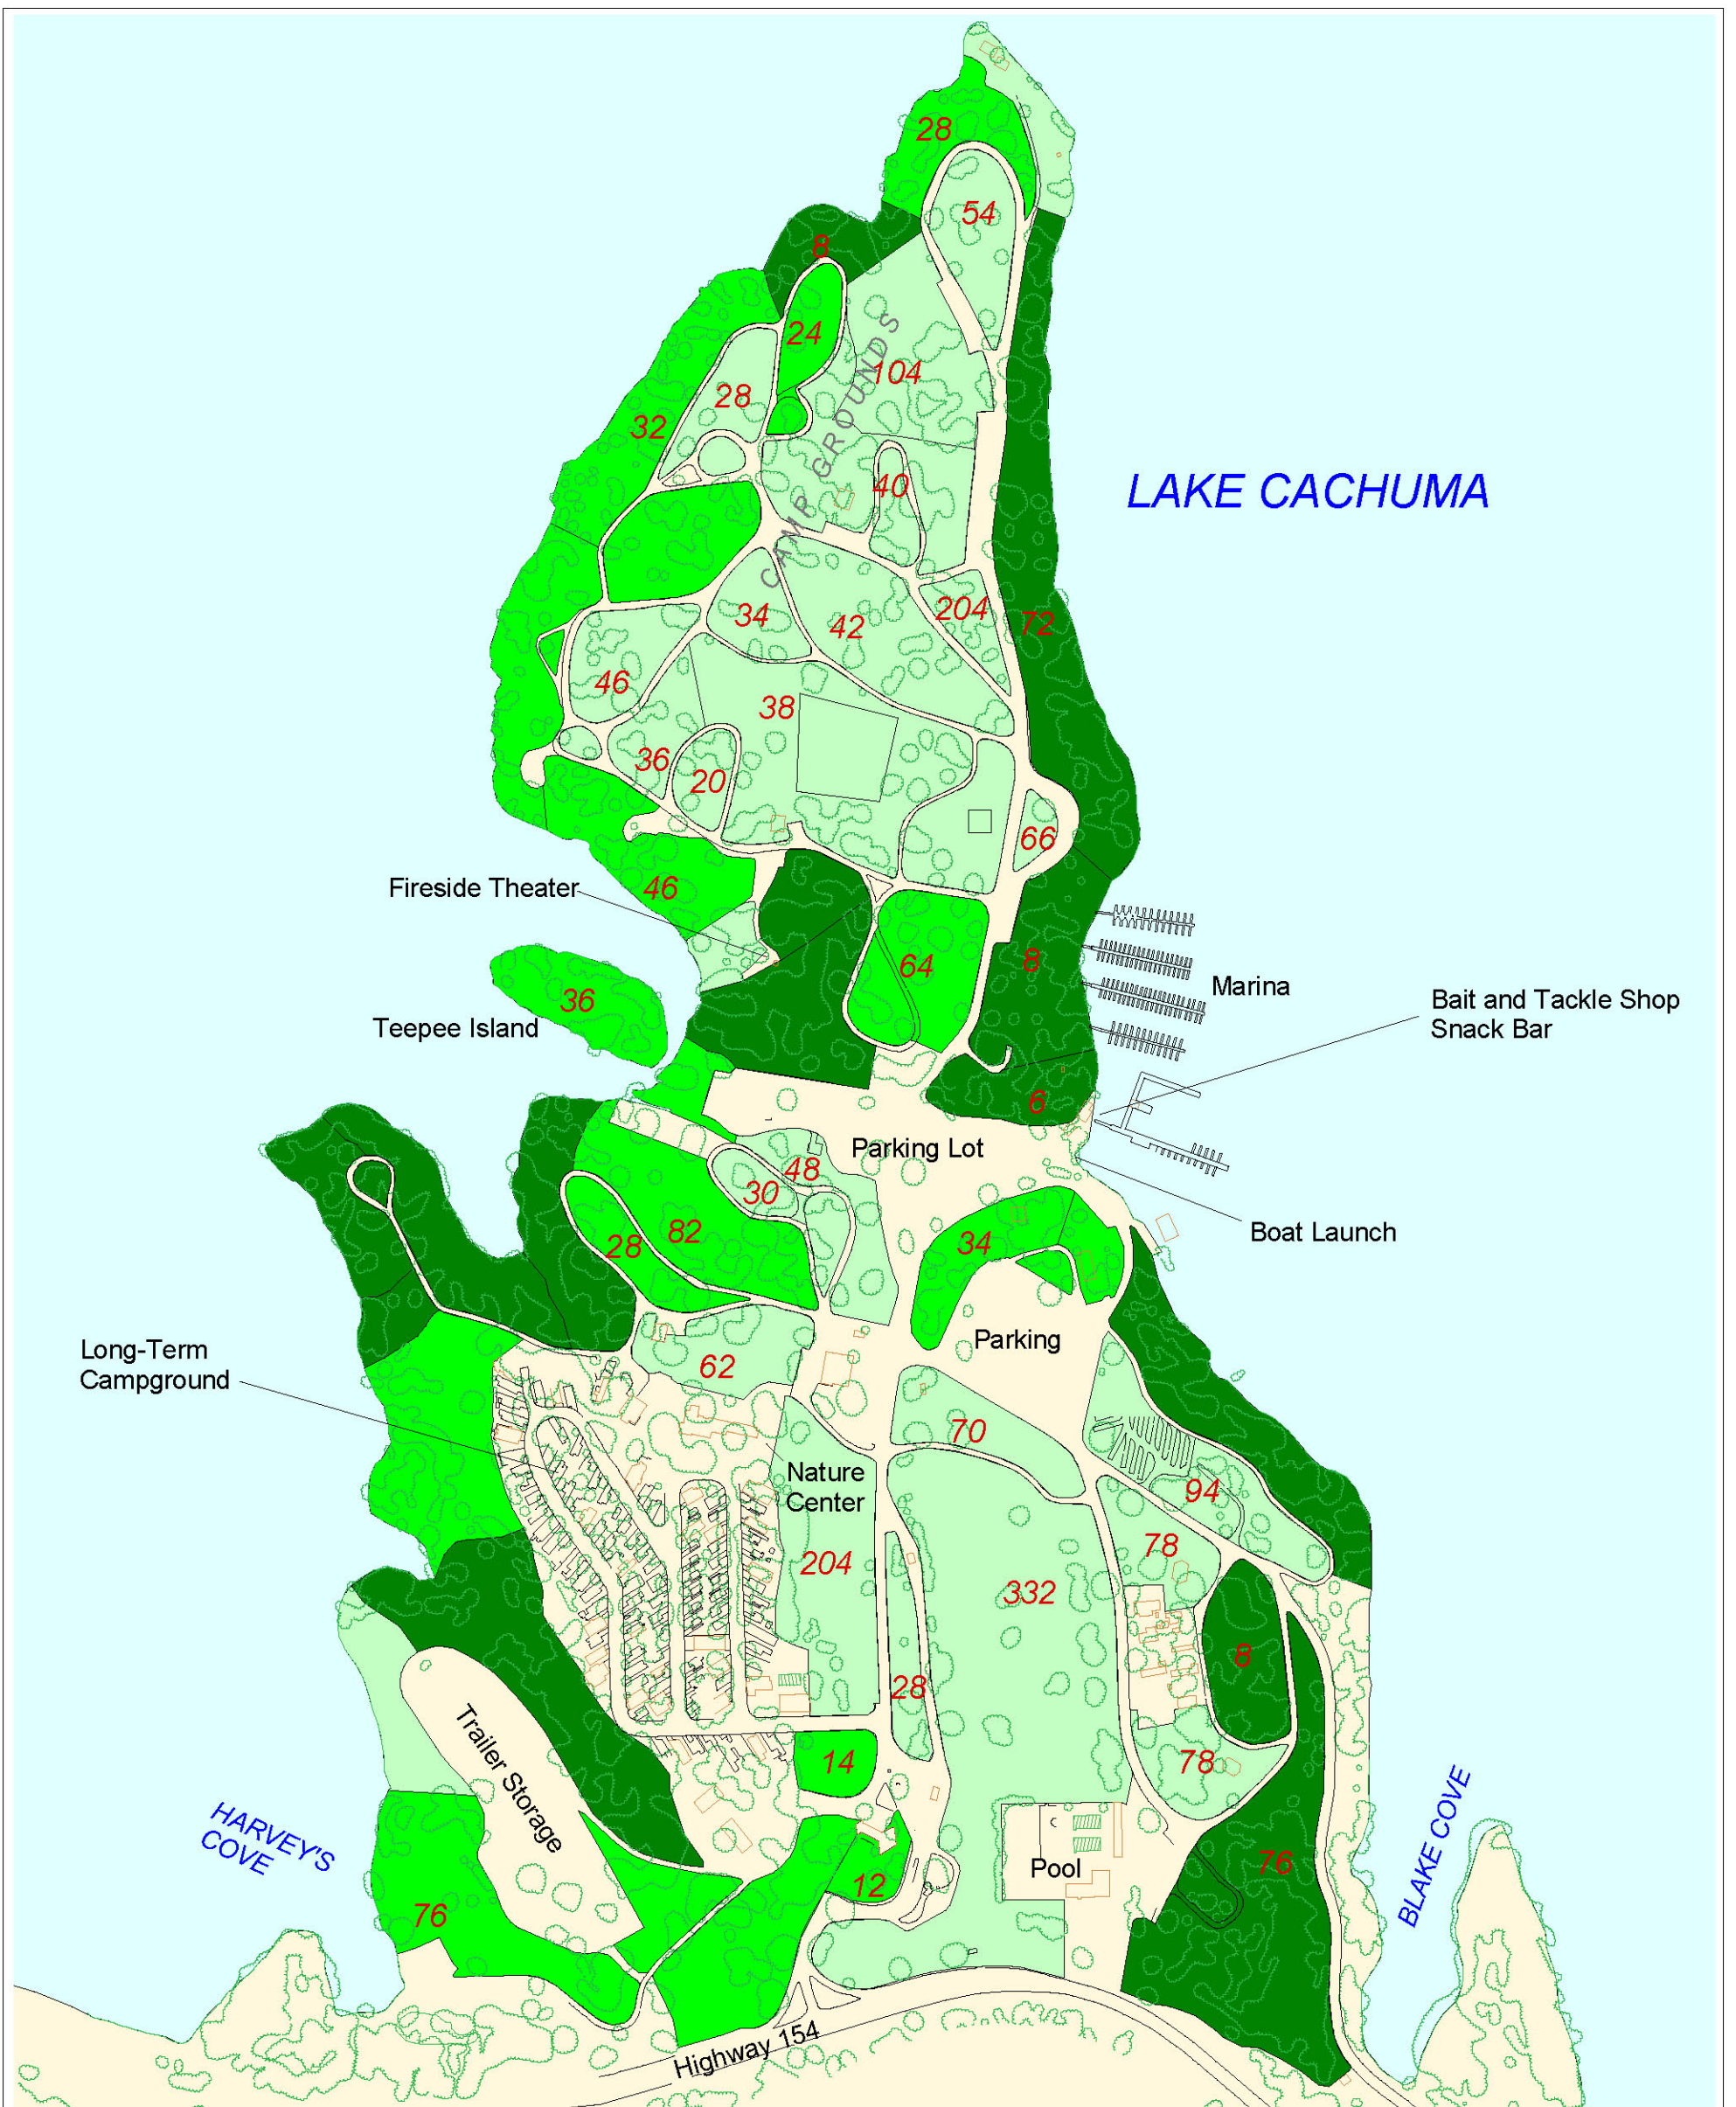 28
54
8
24
104
28
32
CAMP GROUNDS
40
LAKE CACHUMA
34
42
204
72
46
38
36
20
66
Fireside Theater
46
64
8
Marina
36
Teepee Island
Bait and Tackle Shop
Snack Bar
6
Parking Lot
48
30
82
28
34
Boat Launch
Parking
Long-Term
Campground
62
70
Nature
Center
94
78
204
332
8
28
Trailer Storage
14
78
HARVEY'S
COVE
Pool
76
12
76
BLAKE COVE
Highway 154